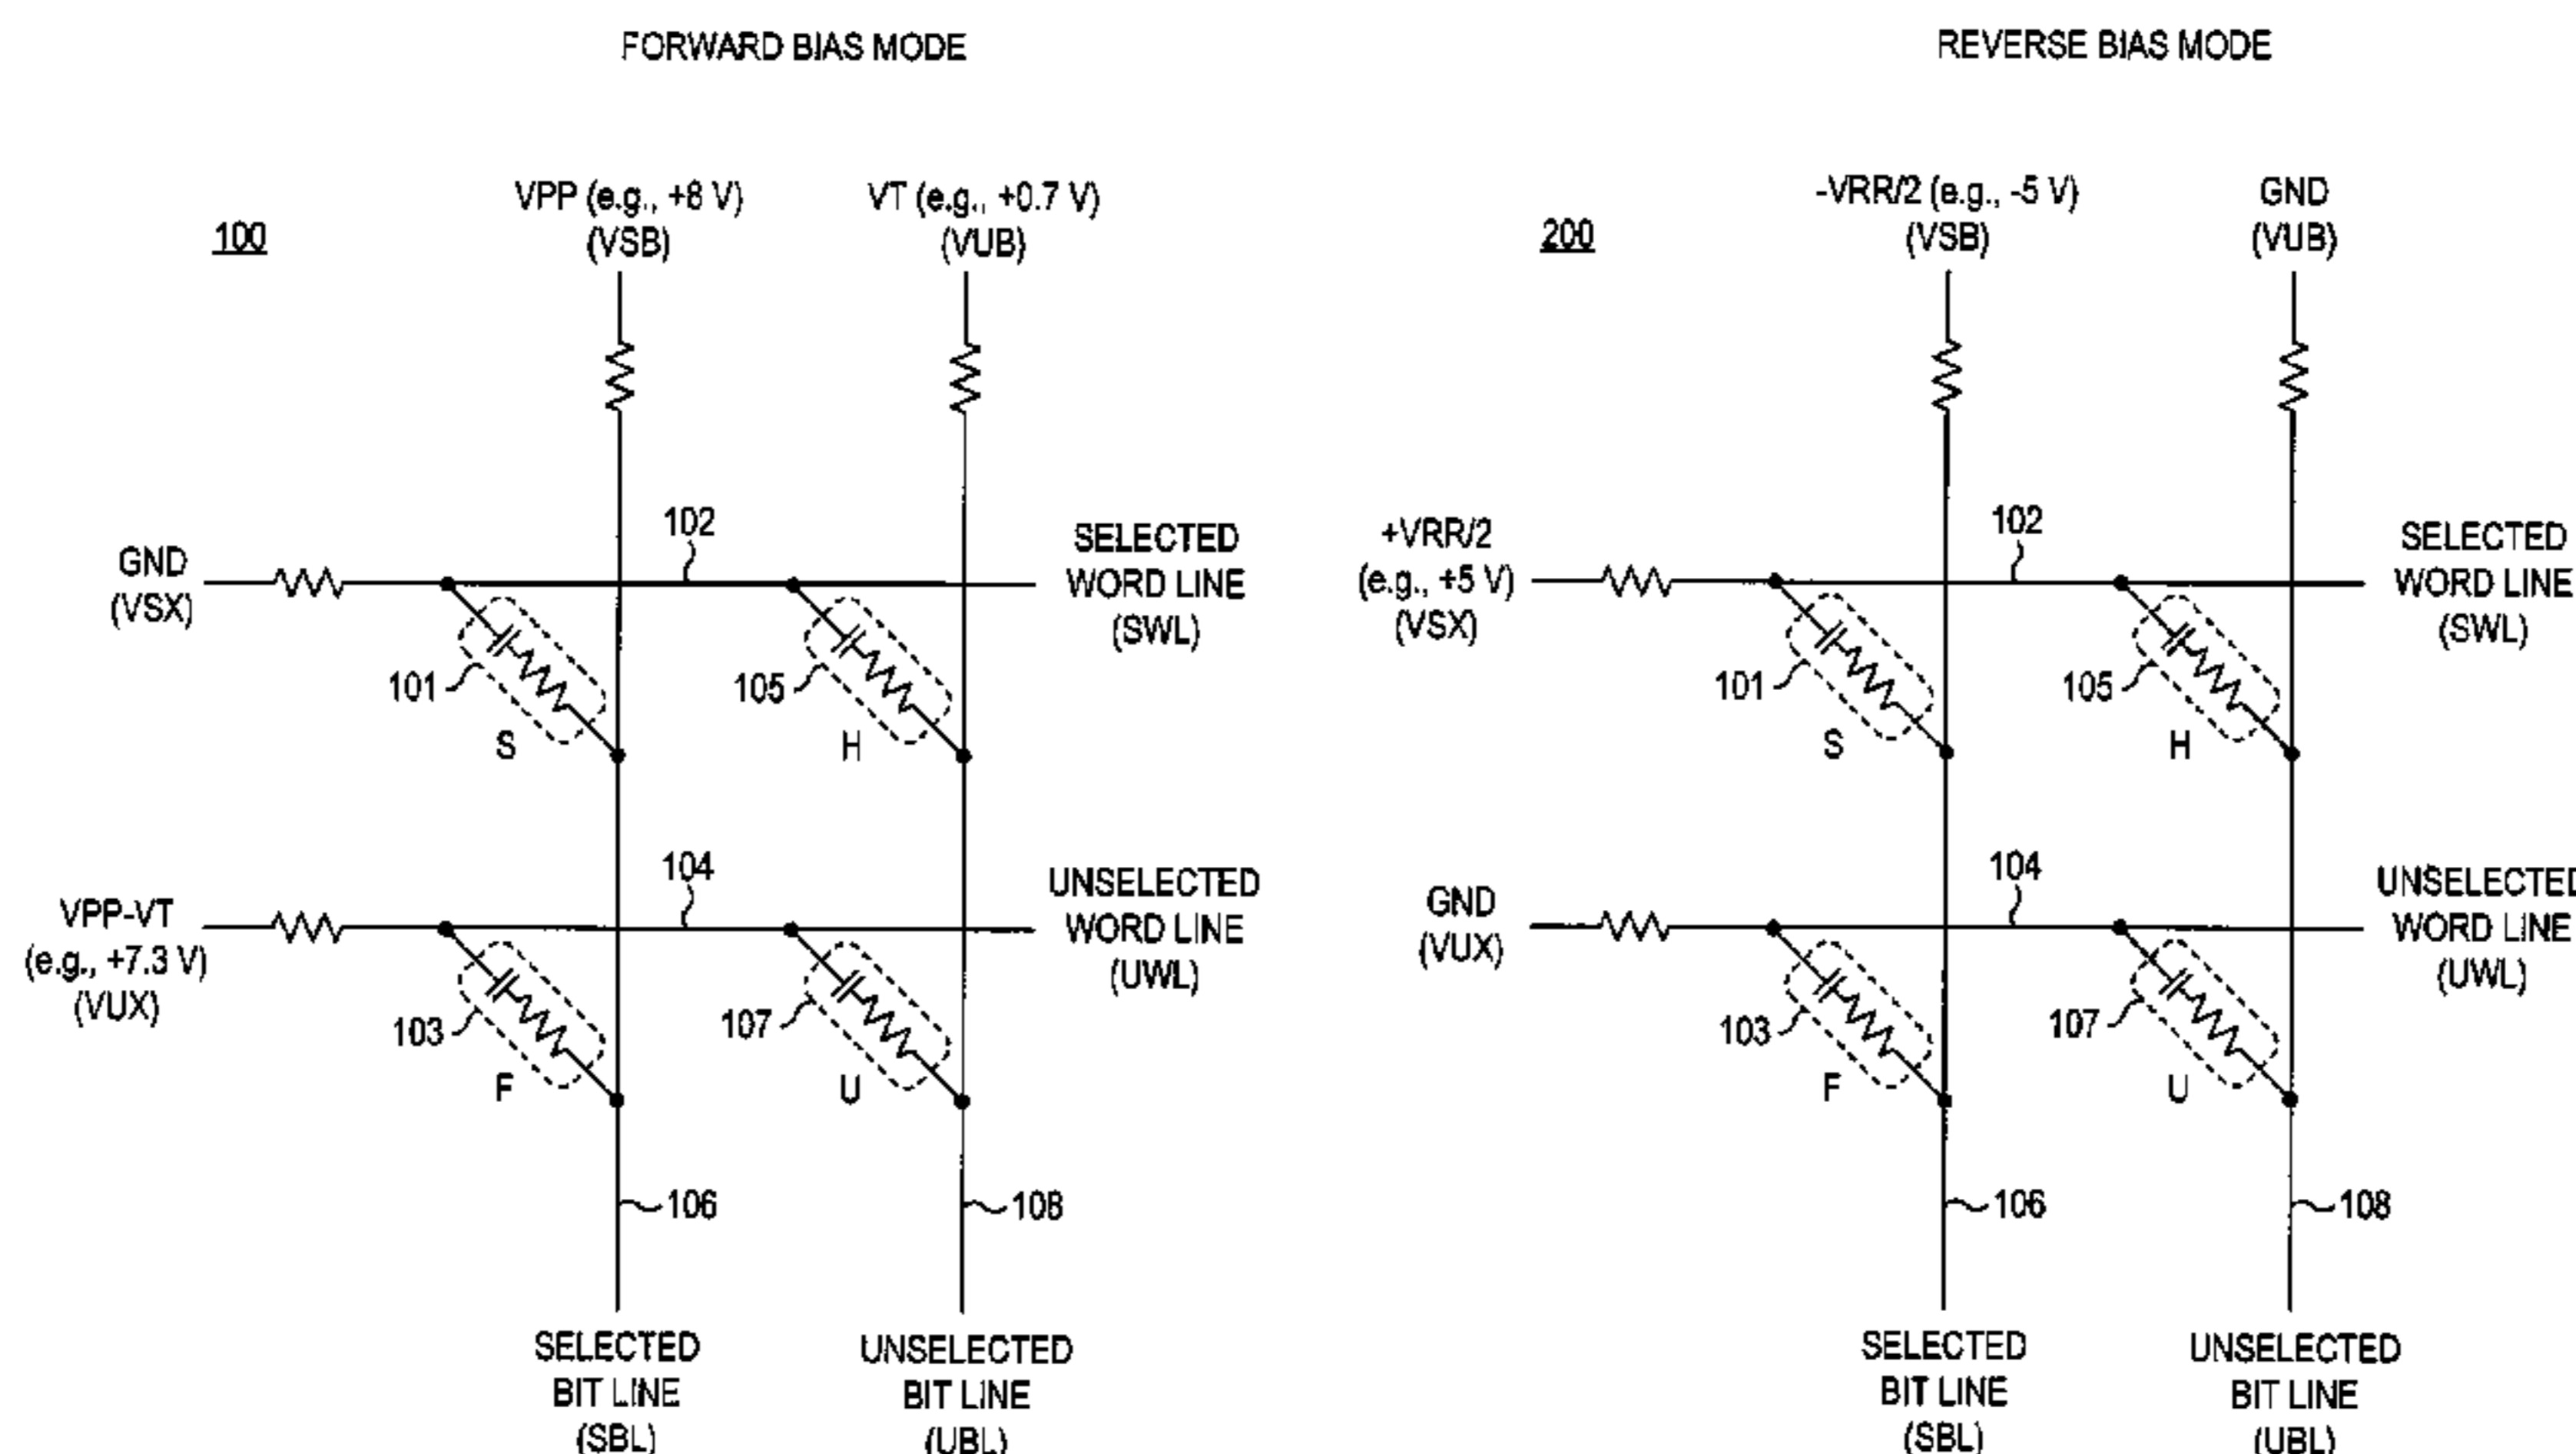 FORWARD BIAS MODE
100
VPP (e.g., +8 V)
(VSB)
VT (e.g., +0.7 V)
(VUB)
GND
(VSX)
102
SELECTED
WORD LINE
(SWL)
101
S
105
H
VPP-VT
(e.g., +7.3 V)
(VUX)
104
UNSELECTED
WORD LINE
(UWL)
103
F
107
U
106
108
SELECTED
BIT LINE
(SBL)
UNSELECTED
BIT LINE
(UBL)
REVERSE BIAS MODE
200
-VRR/2 (e.g., -5 V)
(VSB)
GND
(VUB)
+VRR/2
(e.g., +5 V)
(VSX)
102
SELECTED
WORD LINE
(SWL)
101
S
105
H
GND
(VUX)
104
UNSELECTED
WORD LINE
(UWL)
103
F
107
U
106
108
SELECTED
BIT LINE
(SBL)
UNSELECTED
BIT LINE
(UBL)